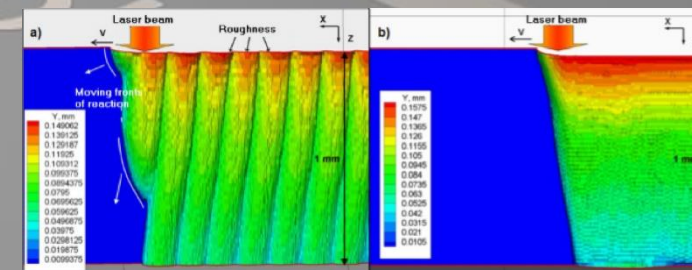 a)
Laser beam
v
Roughness
x
z
Moving fronts
of reaction
1 mm
Y, mm
0.149062
0.139125
0.129187
0.11925
0.109312
0.099375
0.0894375
0.0795
0.0695625
0.059625
0.0496875
0.03975
0.0298125
0.019875
0.0099375
b)
Laser beam
v
x
1 m
Y, mm
0.1575
0.147
0.1365
0.126
0.1155
0.105
0.0945
0.084
0.0735
0.063
0.0525
0.042
0.0315
0.021
0.0105